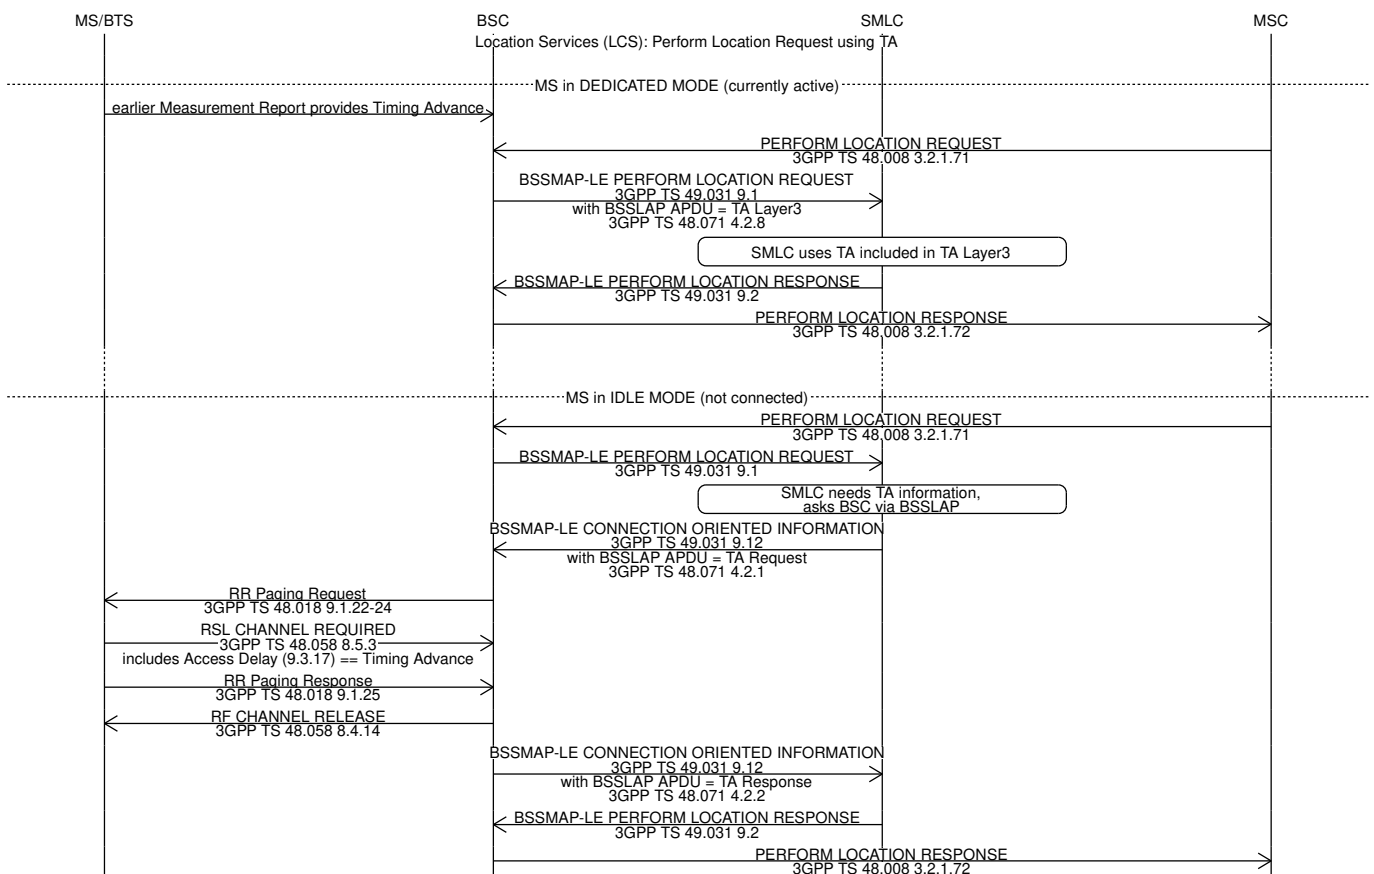 MS/BTS BSC SMLC MSC
Location Services (LCS): Perform Location Request using TA
MS in DEDICATED MODE (currently active)
earlier Measurement Report provides Timing Advance
PERFORM LOCATION REQUEST
3GPP TS 48.008 3.2.1.71
BSSMAP-LE PERFORM LOCATION REQUEST
3GPP TS 49.031 9.1
with BSSLAP APDU = TA Layer3
3GPP TS 48.071 4.2.8
SMLC uses TA included in TA Layer3
BSSMAP-LE PERFORM LOCATION RESPONSE
3GPP TS 49.031 9.2
PERFORM LOCATION RESPONSE
3GPP TS 48.008 3.2.1.72
MS in IDLE MODE (not connected)
PERFORM LOCATION REQUEST
3GPP TS 48.008 3.2.1.71
BSSMAP-LE PERFORM LOCATION REQUEST
3GPP TS 49.031 9.1
SMLC needs TA information,
asks BSC via BSSLAP
BSSMAP-LE CONNECTION ORIENTED INFORMATION
3GPP TS 49.031 9.12
with BSSLAP APDU = TA Request
3GPP TS 48.071 4.2.1
RR Paging Request
3GPP TS 48.018 9.1.22-24
RSL CHANNEL REQUIRED
3GPP TS 48.058 8.5.3
includes Access Delay (9.3.17) == Timing Advance
RR Paging Response
3GPP TS 48.018 9.1.25
RF CHANNEL RELEASE
3GPP TS 48.058 8.4.14
BSSMAP-LE CONNECTION ORIENTED INFORMATION
3GPP TS 49.031 9.12
with BSSLAP APDU = TA Response
3GPP TS 48.071 4.2.2
BSSMAP-LE PERFORM LOCATION RESPONSE
3GPP TS 49.031 9.2
PERFORM LOCATION RESPONSE
3GPP TS 48.008 3.2.1.72